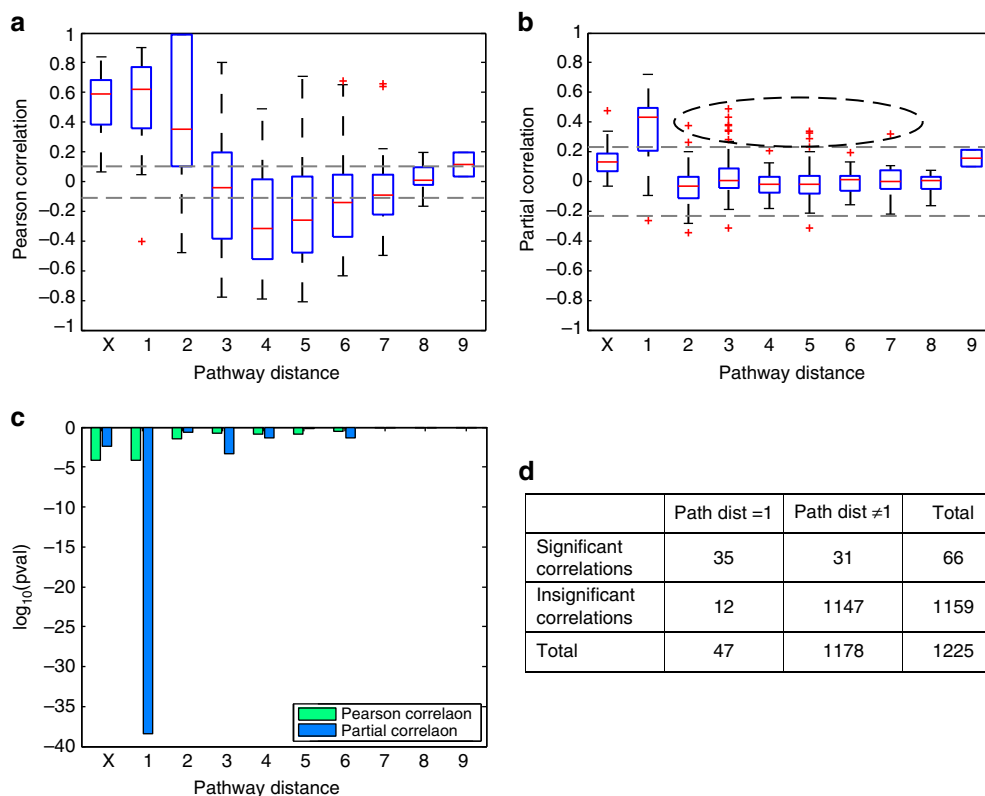 a
1
0.8
0.6
0.4
0.2
0
−0.2
−0.4
−0.6
−0.8
−1
Pearson correlation
X 1 2 3 4 5 6 7 8 9
Pathway distance
b
1
0.8
0.6
0.4
0.2
0
−0.2
−0.4
−0.6
−0.8
−1
Partial correlation
X 1 2 3 4 5 6 7 8 9
Pathway distance
c
0
−5
−10
−15
−20
−25
−30
−35
−40
log10(pval)
Pearson correlaon
Partial correlaon
X 1 2 3 4 5 6 7 8 9
Pathway distance
d
Path dist =1 Path dist ≠1 Total
Significant correlations 35 31 66
Insignificant correlations 12 1147 1159
Total 47 1178 1225